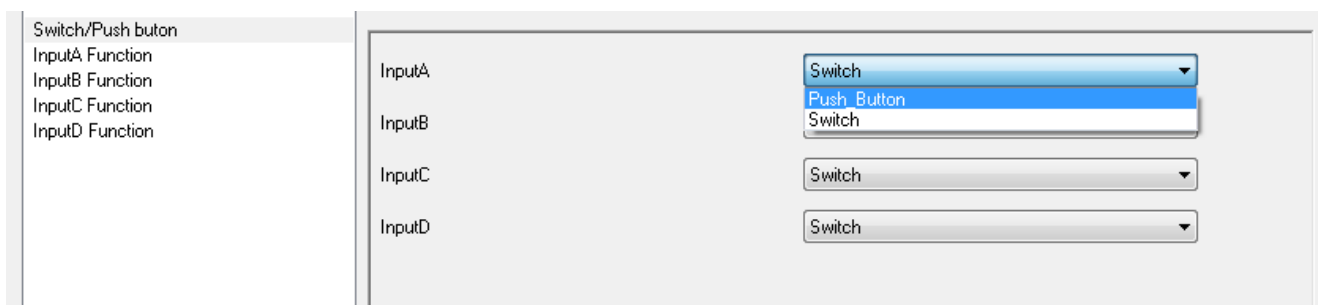 Switch/Push buton
InputA Function
InputB Function
InputC Function
InputD Function
InputA
Switch
Push_Button
Switch
InputB
InputC
Switch
InputD
Switch